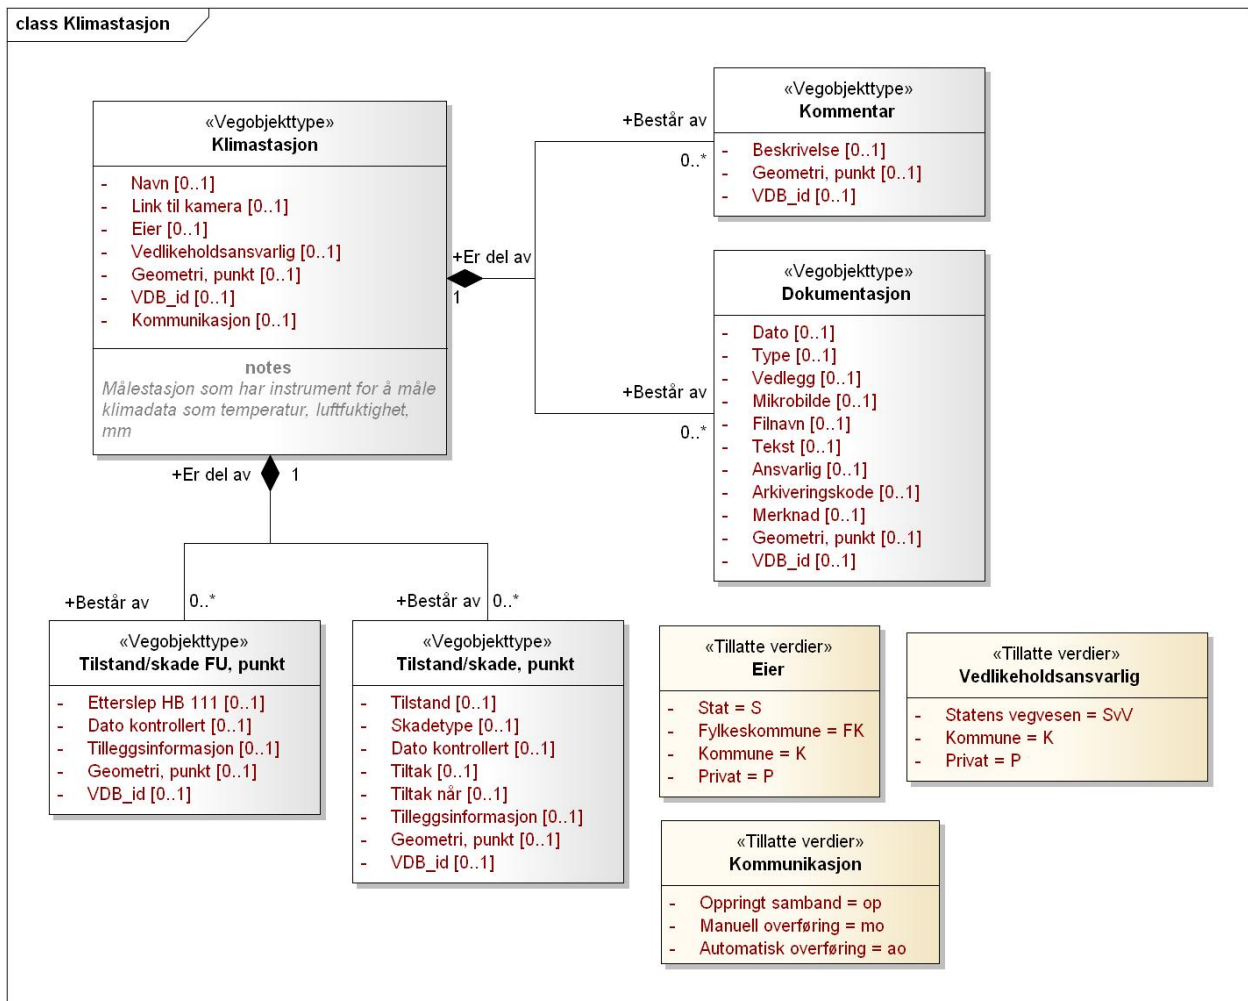 class Klimastasjon
«Vegobjekttype»
Klimastasjon
- Navn [0..1]
- Link til kamera [0..1]
- Eier [0..1]
- Vedlikeholdsansvarlig [0..1]
- Geometri, punkt [0..1]
- VDB_id [0..1]
- Kommunikasjon [0..1]
notes
Målestasjon som har instrument for å måle
klimadata som temperatur, luftfuktighet,
mm
+Er del av
1
+Består av
0..*
«Vegobjekttype»
Kommentar
- Beskrivelse [0..1]
- Geometri, punkt [0..1]
- VDB_id [0..1]
+Består av
0..*
«Vegobjekttype»
Dokumentasjon
- Dato [0..1]
- Type [0..1]
- Vedlegg [0..1]
- Mikrobilde [0..1]
- Filnavn [0..1]
- Tekst [0..1]
- Ansvarlig [0..1]
- Arkiveringskode [0..1]
- Merknad [0..1]
- Geometri, punkt [0..1]
- VDB_id [0..1]
+Er del av 1
+Består av 0..*
«Vegobjekttype»
Tilstand/skade FU, punkt
- Etterslep HB 111 [0..1]
- Dato kontrollert [0..1]
- Tilleggsinformasjon [0..1]
- Geometri, punkt [0..1]
- VDB_id [0..1]
+Består av 0..*
«Vegobjekttype»
Tilstand/skade, punkt
- Tilstand [0..1]
- Skadetype [0..1]
- Dato kontrollert [0..1]
- Tiltak [0..1]
- Tiltak når [0..1]
- Tilleggsinformasjon [0..1]
- Geometri, punkt [0..1]
- VDB_id [0..1]
«Tillatte verdier»
Eier
- Stat = S
- Fylkeskommune = FK
- Kommune = K
- Privat = P
«Tillatte verdier»
Vedlikeholdsansvarlig
- Statens vegvesen = SvV
- Kommune = K
- Privat = P
«Tillatte verdier»
Kommunikasjon
- Oppringt samband = op
- Manuell overføring = mo
- Automatisk overføring = ao